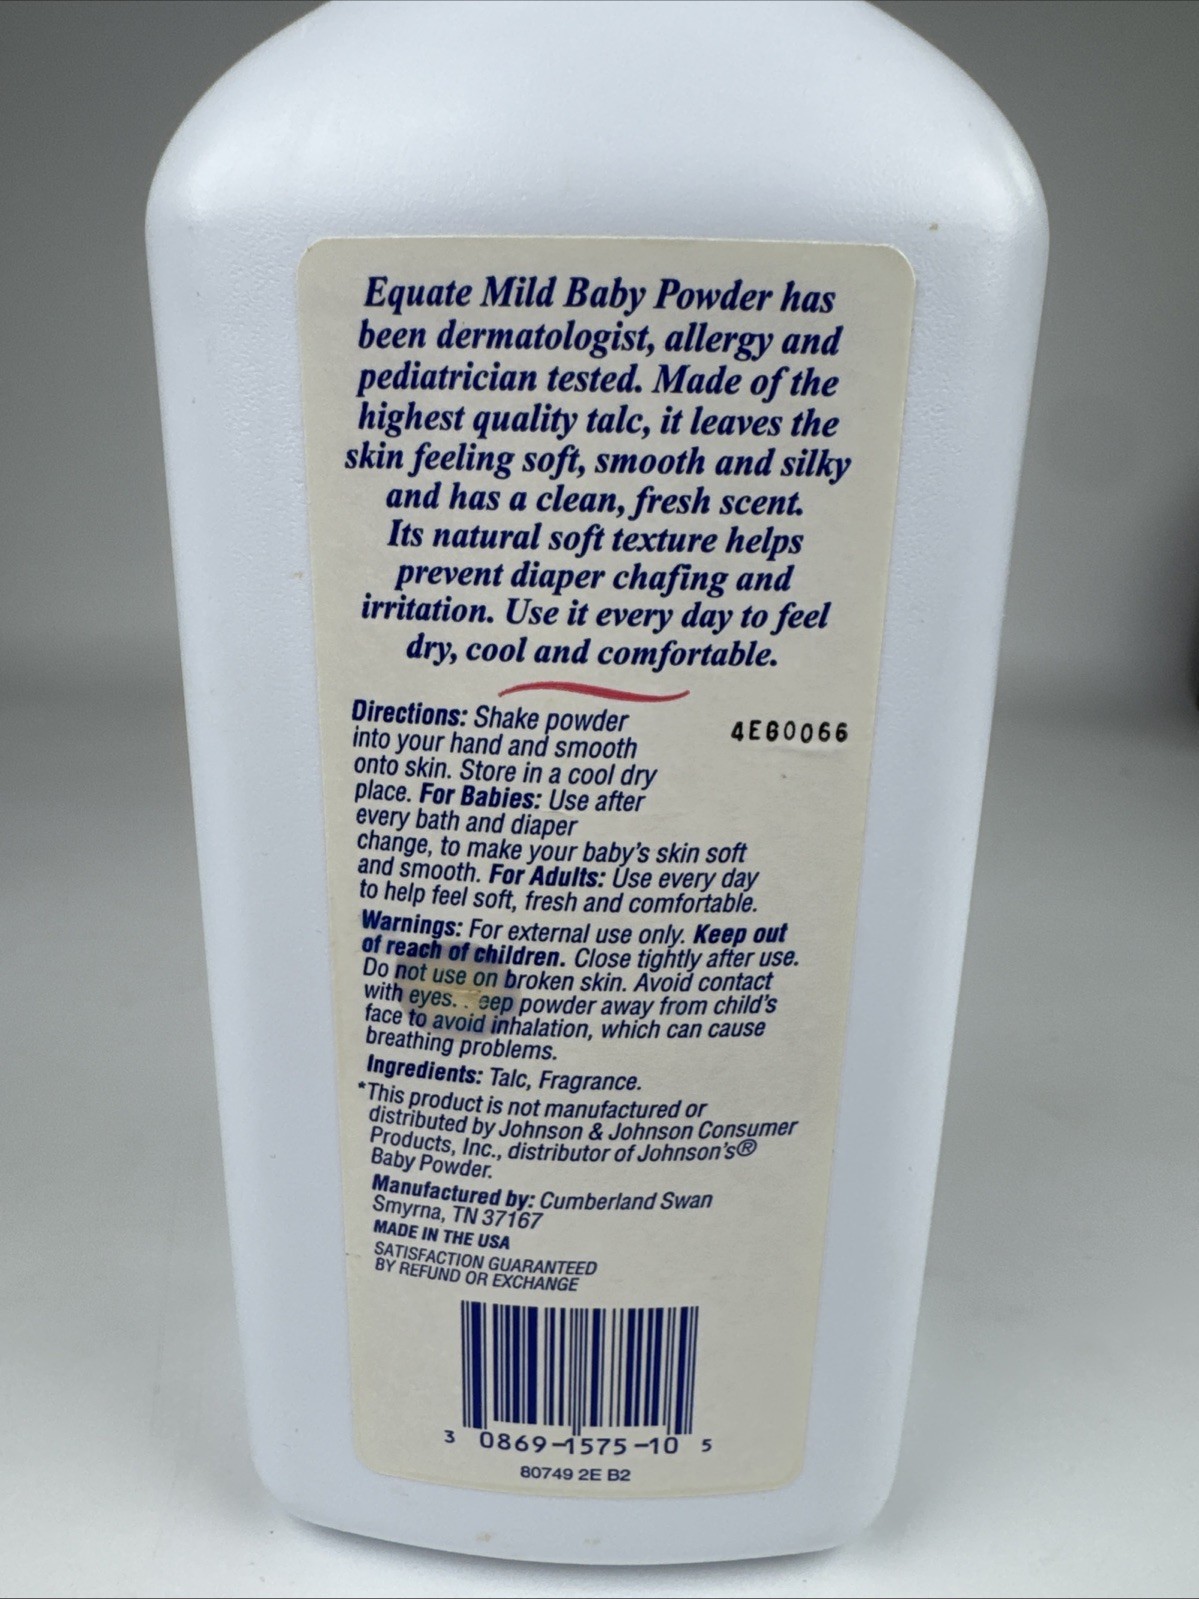 Equate Mild Baby Powder has
been dermatologist, allergy and
pediatrician tested. Made of the
highest quality talc, it leaves the
skin feeling soft, smooth and silky
and has a clean, fresh scent.
Its natural soft texture helps
prevent diaper chafing and
irritation. Use it every day to feel
dry, cool and comfortable.
Directions: Shake powder
into your hand and smooth
onto skin. Store in a cool dry
place. For Babies: Use after
every bath and diaper
change, to make your baby's skin soft
and smooth. For Adults: Use every day
to help feel soft, fresh and comfortable.
4E60066
Warnings: For external use only. Keep out
of reach of children. Close tightly after use.
Do not use on broken skin. Avoid contact
with eyes. eep powder away from child's
face to avoid inhalation, which can cause
breathing problems.
Ingredients: Talc, Fragrance.
*This product is not manufactured or
distributed by Johnson & Johnson Consumer
Products, Inc., distributor of Johnson's®
Baby Powder.
Manufactured by: Cumberland Swan
Smyrna, TN 37167
MADE IN THE USA
SATISFACTION GUARANTEED
BY REFUND OR EXCHANGE
3 0869-1575-10 5
80749 2E B2